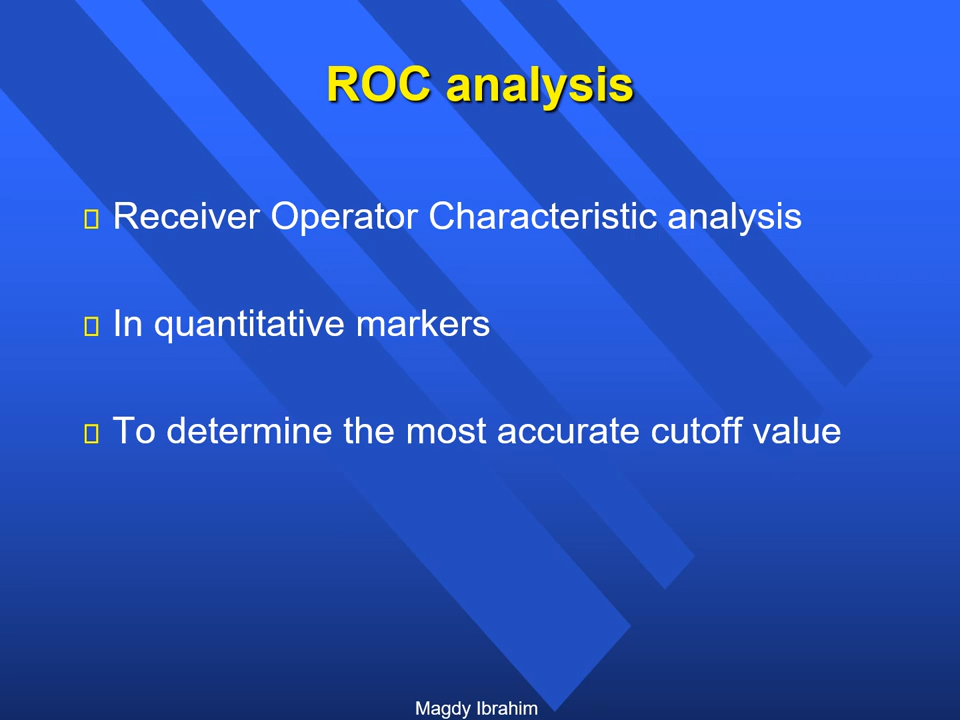 ROC analysis
Receiver Operator Characteristic analysis
In quantitative markers
To determine the most accurate cutoff value
Magdy Ibrahim